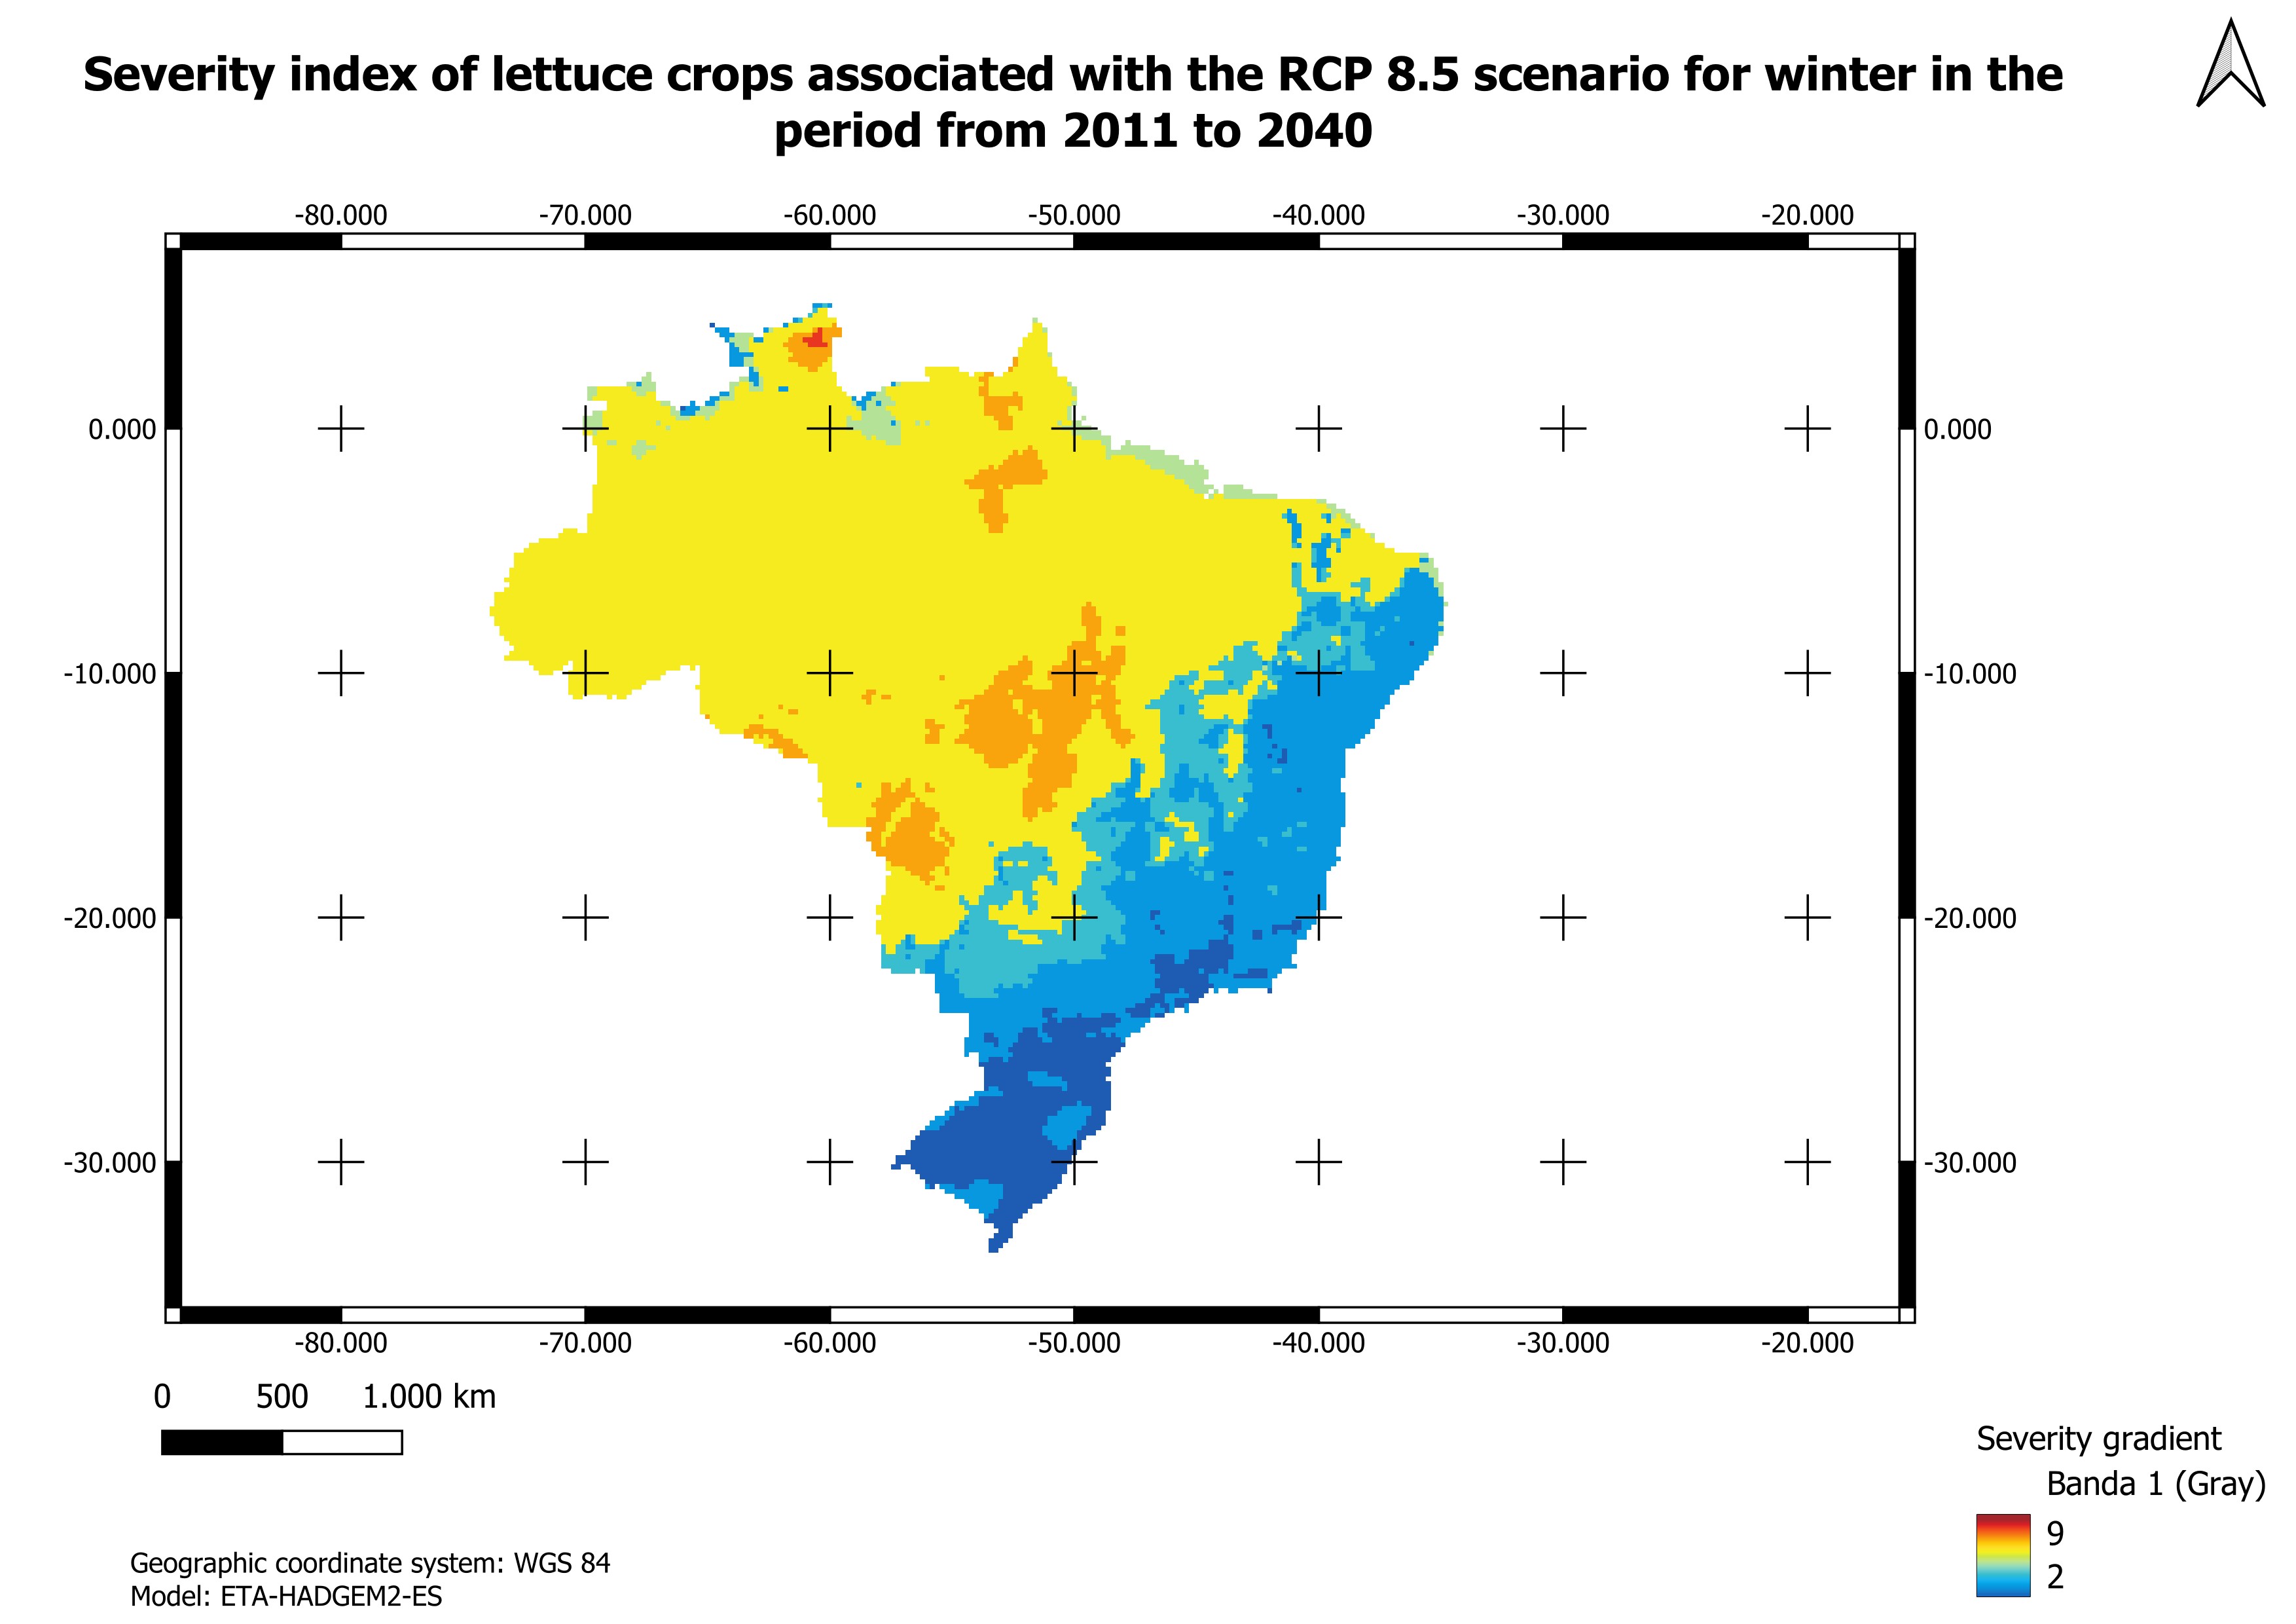 Severity index of lettuce crops associated with the RCP 8.5 scenario for winter in the
period from 2011 to 2040
-80.000 -70.000 -60.000 -50.000 -40.000 -30.000 -20.000
0.000 0.000
-10.000 -10.000
-20.000 -20.000
-30.000 -30.000
-80.000 -70.000 -60.000 -50.000 -40.000 -30.000 -20.000
0 500 1.000 km
Severity gradient
Banda 1 (Gray)
9
2
Geographic coordinate system: WGS 84
Model: ETA-HADGEM2-ES